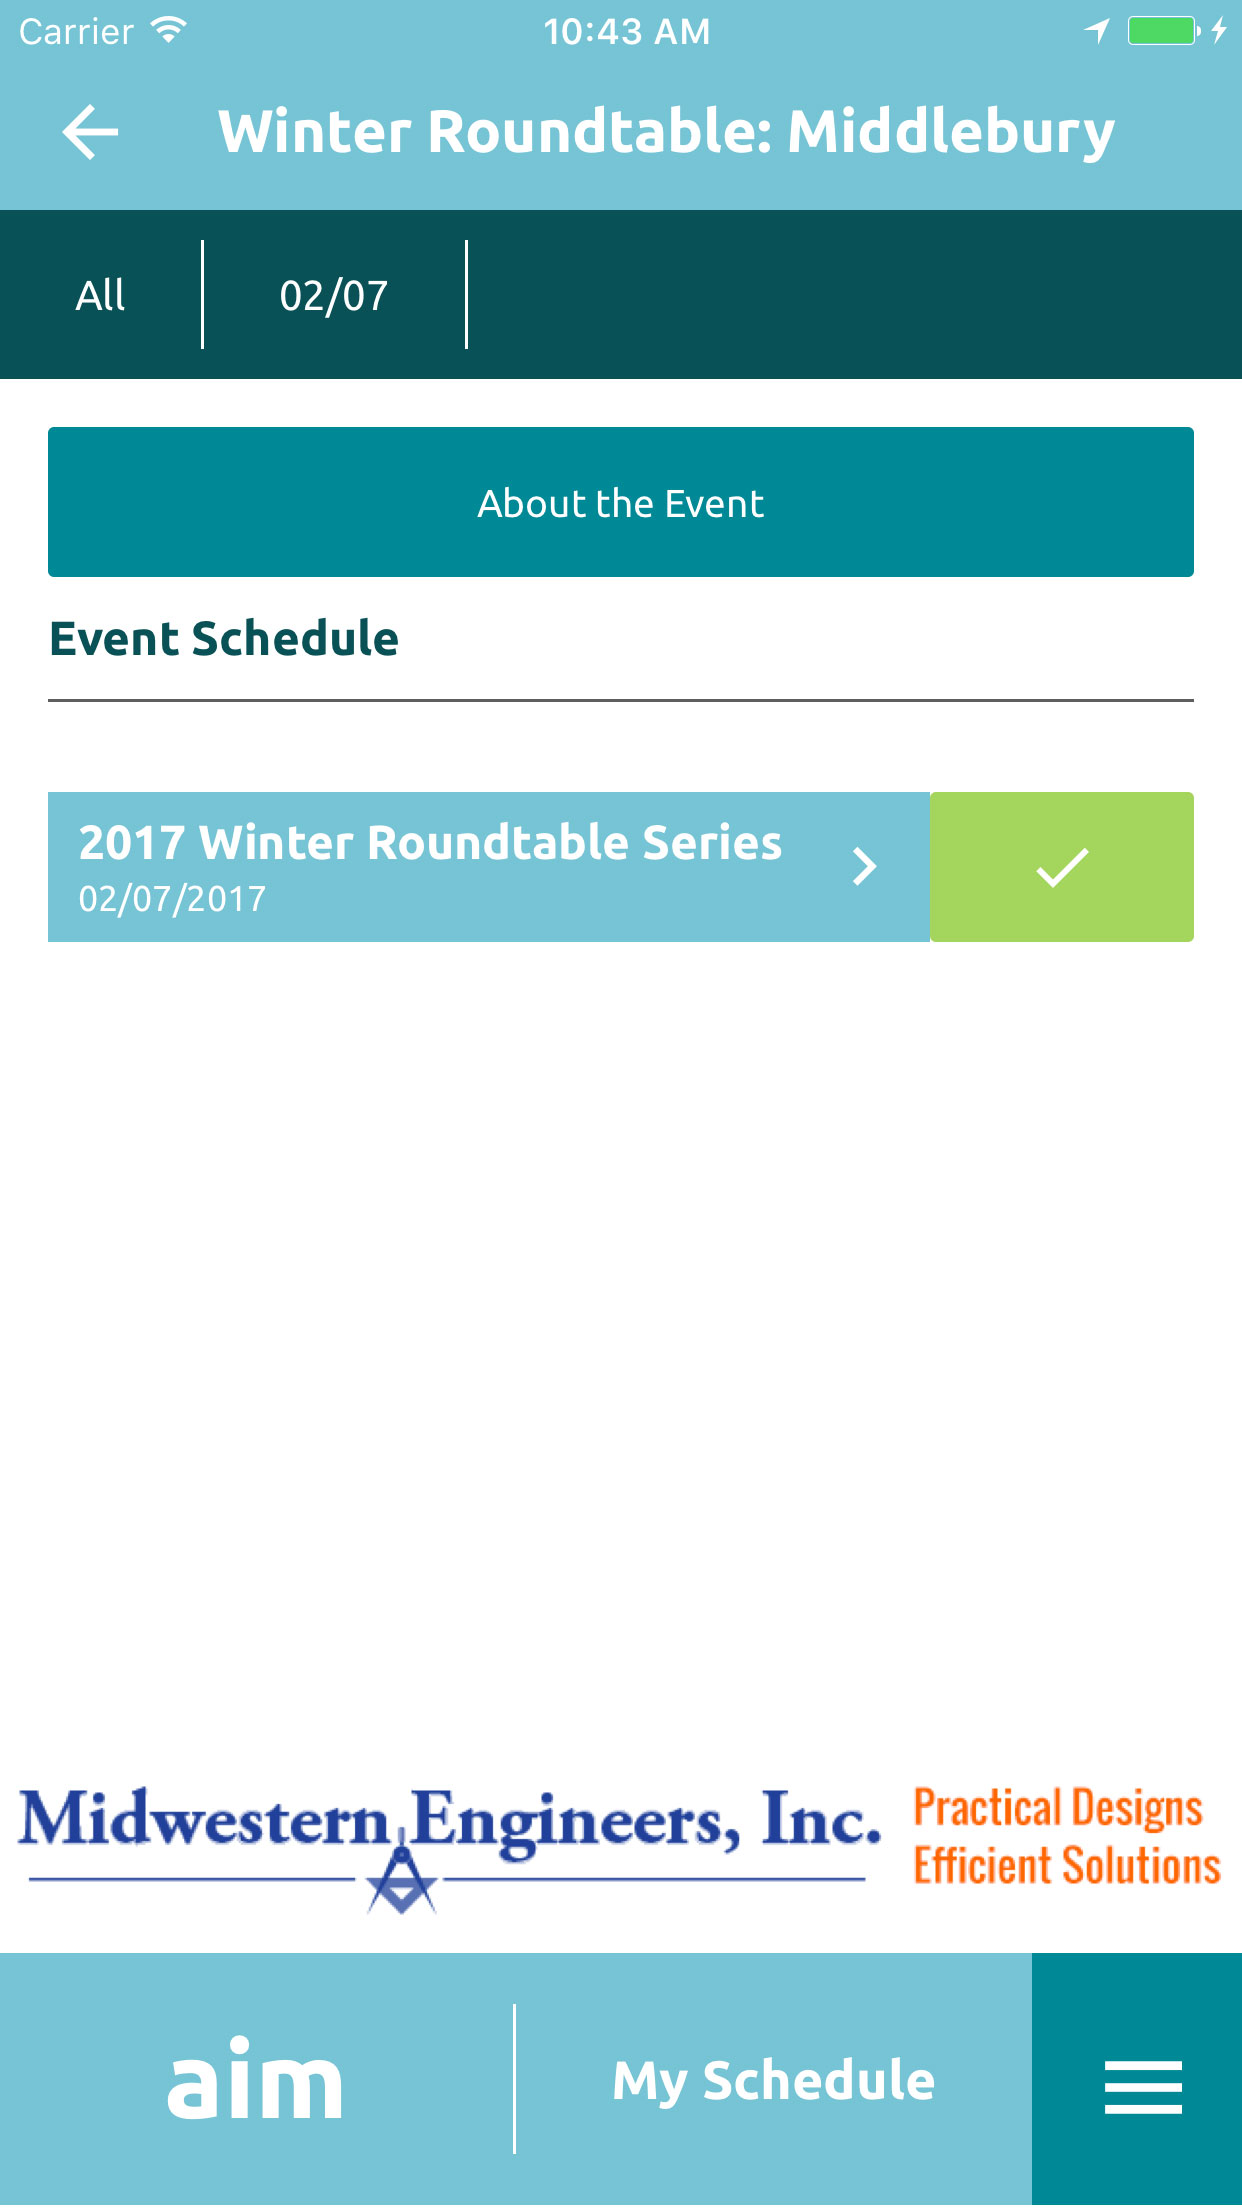 Carrier 10:43 AM
Winter Roundtable: Middlebury
All 02/07
About the Event
Event Schedule
2017 Winter Roundtable Series
02/07/2017
Midwestern Engineers, Inc.
Practical Designs
Efficient Solutions
aim My Schedule